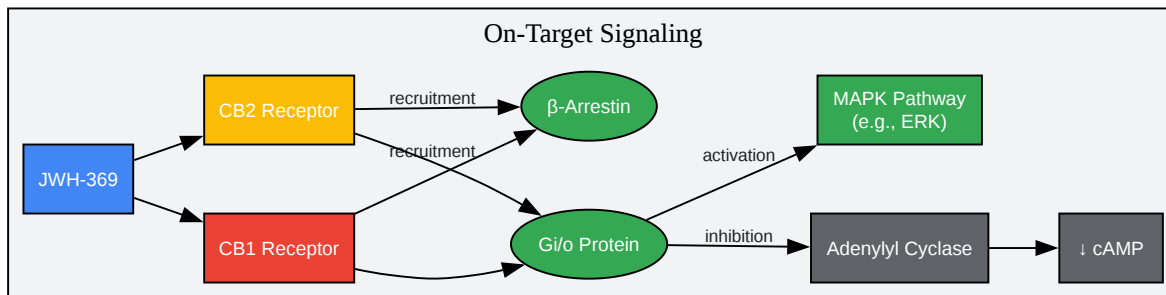 On-Target Signaling
JWH-369
CB2 Receptor
CB1 Receptor
recruitment
recruitment
β-Arrestin
Gi/o Protein
activation
inhibition
MAPK Pathway
(e.g., ERK)
Adenylyl Cyclase
↓ cAMP